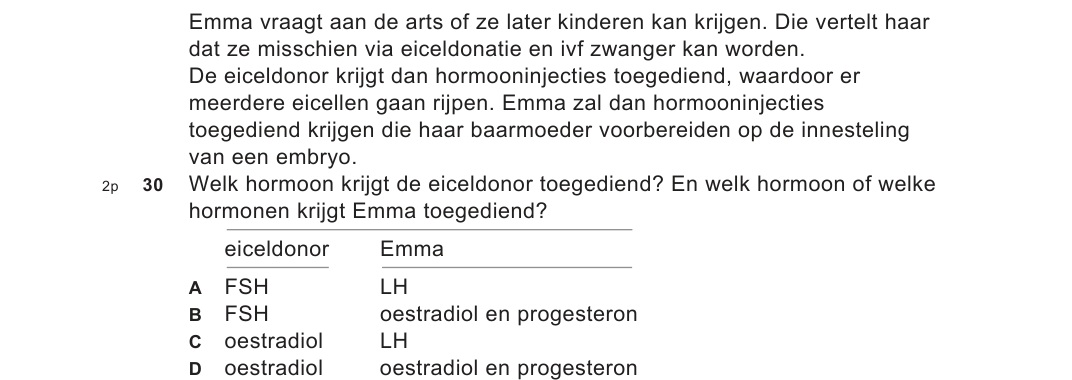 Emma vraagt aan de arts of ze later kinderen kan krijgen. Die vertelt haar
dat ze misschien via eiceldonatie en ivf zwanger kan worden.
De eiceldonor krijgt dan hormooninjecties toegediend, waardoor er
meerdere eicellen gaan rijpen. Emma zal dan hormooninjecties
toegediend krijgen die haar baarmoeder voorbereiden op de innesteling
van een embryo.
2p 30 Welk hormoon krijgt de eiceldonor toegediend? En welk hormoon of welke
hormonen krijgt Emma toegediend?
eiceldonor Emma
A FSH LH
B FSH oestradiol en progesteron
C oestradiol LH
D oestradiol oestradiol en progesteron